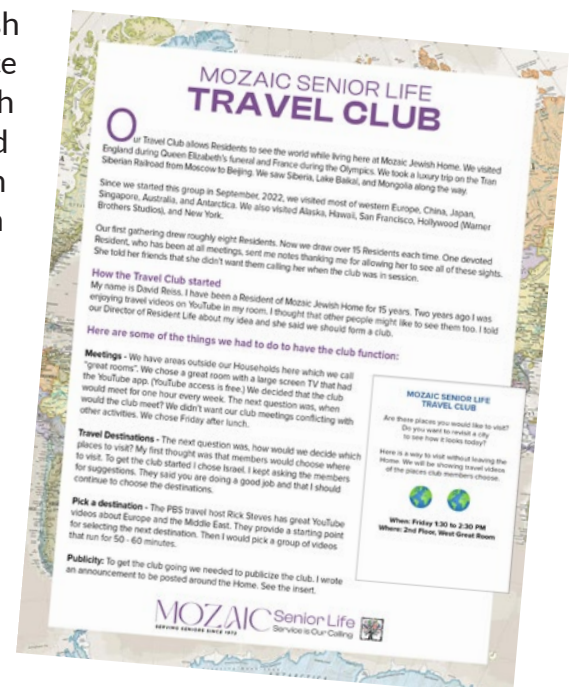 sh
ce
h
d
n
n
MOZAIC SENIOR LIFE
TRAVEL CLUB
Our Travel Club allows Residents to see the world while living here at Mozaic Jewish Home. We visited
England during Queen Elizabeth's funeral and France during the Olympics. We took a luxury trip on the Tran
Siberian Railroad from Moscow to Beijing. We saw Siberia, Lake Baikal, and Mongolia along the way.
Since we started this group in September, 2022, we visited most of western Europe, China, Japan,
Singapore, Australia, and Antarctica. We also visited Alaska, Hawaii, San Francisco, Hollywood (Warner
Brothers Studios), and New York.
Our first gathering drew roughly eight Residents. Now we draw over 15 Residents each time. One devoted
Resident, who has been at all meetings, sent me notes thanking me for allowing her to see all of these sights.
She told her friends that she didn't want them calling her when the club was in session.
How the Travel Club started
My name is David Reiss. I have been a Resident of Mozaic Jewish Home for 15 years. Two years ago I was
enjoying travel videos on YouTube in my room. I thought that other people might like to see them too. I told
our Director of Resident Life about my idea and she said we should form a club.
Here are some of the things we had to do to have the club function:
Meetings - We have areas outside our Households here which we call
"great rooms". We chose a great room with a large screen TV that had
the YouTube app. (YouTube access is free.) We decided that the club
would meet for one hour every week. The next question was, when
would the club meet? We didn't want our club meetings conflicting with
other activities. We chose Friday after lunch.
Travel Destinations - The next question was, how would we decide which
places to visit? My first thought was that members would choose where
to visit. To get the club started I chose Israel. I kept asking the members
for suggestions. They said you are doing a good job and that I should
continue to choose the destinations.
Pick a destination - The PBS travel host Rick Steves has great YouTube
videos about Europe and the Middle East. They provide a starting point
for selecting the next destination. Then I would pick a group of videos
that run for 50 - 60 minutes.
Publicity: To get the club going we needed to publicize the club. I wrote
an announcement to be posted around the Home. See the insert.
MOZAIC SENIOR LIFE
TRAVEL CLUB
Are there places you would like to visit?
Do you want to revisit a city
to see how it looks today?
Here is a way to visit without leaving the
Home. We will be showing travel videos
of the places club members choose.
When: Friday 1:30 to 2:30 PM
Where: 2nd Floor, West Great Room
MOZAIC Senior Life
SERVING SENIORS SINCE 1973 Service is Our Calling